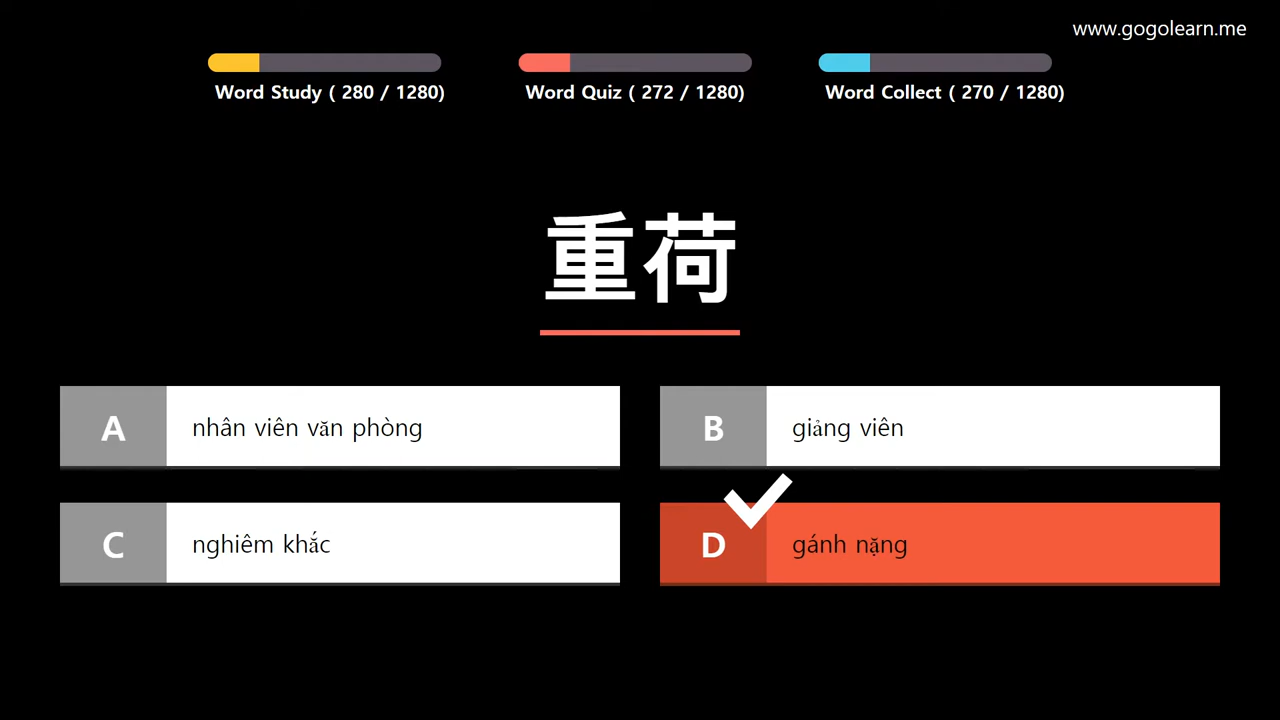 www.gogolearn.me
Word Study ( 280 / 1280)
Word Quiz ( 272 / 1280)
Word Collect ( 270 / 1280)
重荷
A nhân viên văn phòng
B giảng viên
C nghiêm khắc
D gánh nặng